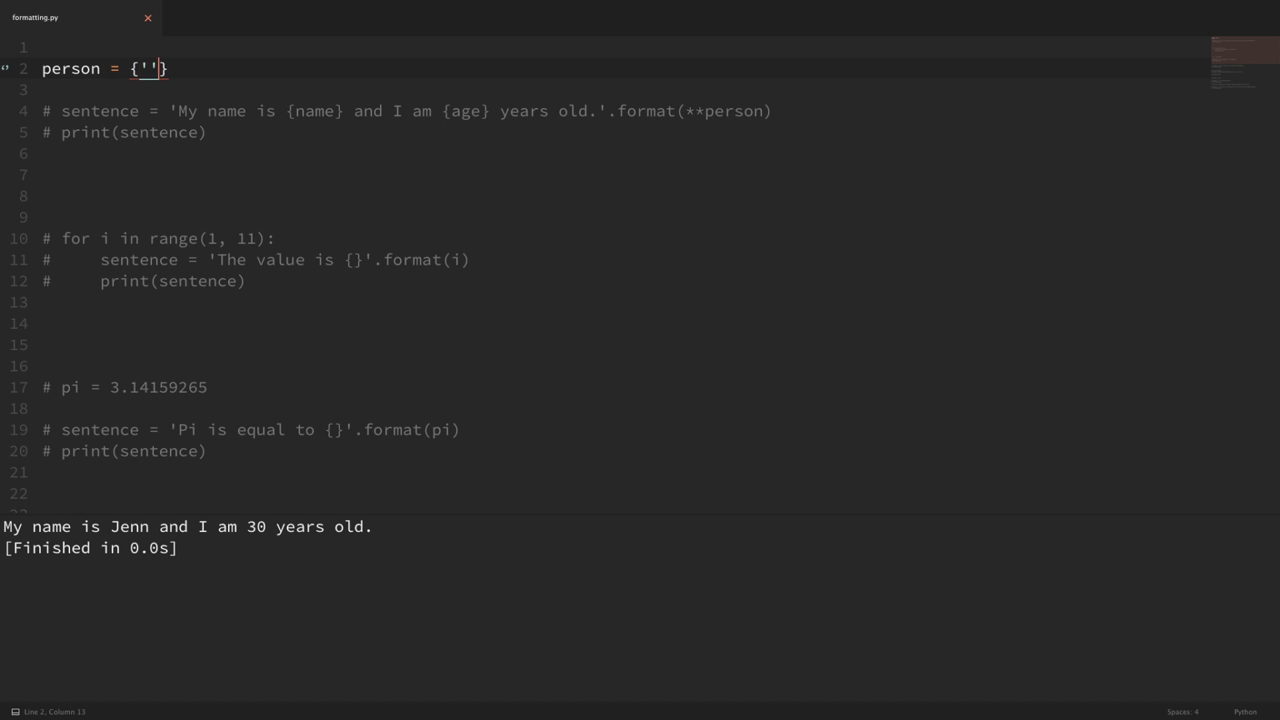 formatting.py
1
2 person = {''}
3
4 # sentence = 'My name is {name} and I am {age} years old.'.format(**person)
5 # print(sentence)
6
7
8
9
10 # for i in range(1, 11):
11 #     sentence = 'The value is {}'.format(i)
12 #     print(sentence)
13
14
15
16
17 # pi = 3.14159265
18
19 # sentence = 'Pi is equal to {}'.format(pi)
20 # print(sentence)
21
22
My name is Jenn and I am 30 years old.
[Finished in 0.0s]
Line 2, Column 13 Spaces: 4 Python